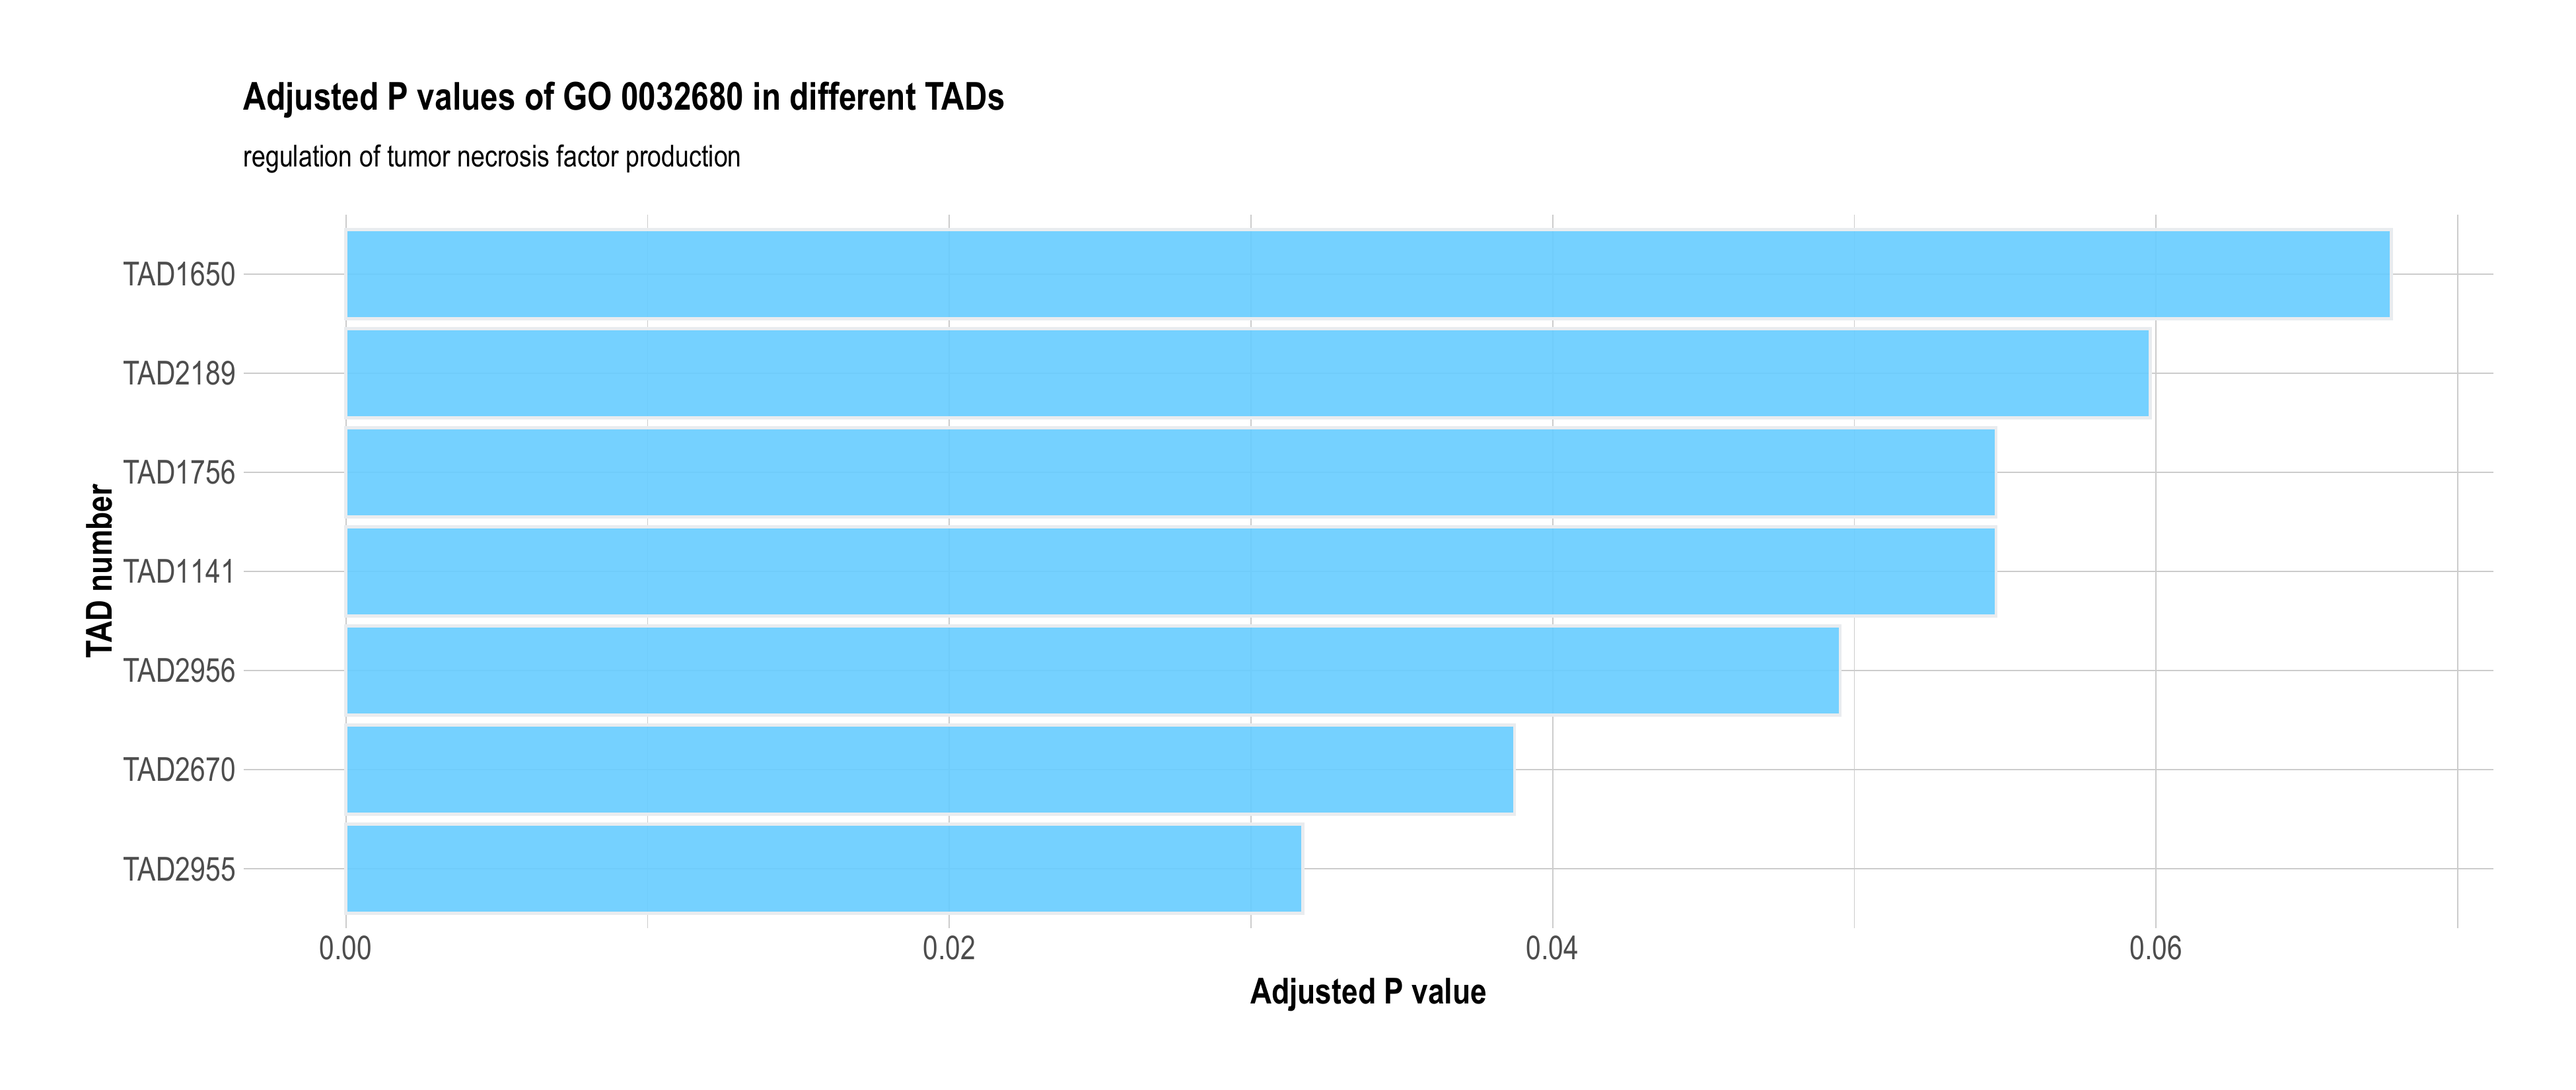 Adjusted P values of GO 0032680 in different TADs
regulation of tumor necrosis factor production
TAD number
TAD1650
TAD2189
TAD1756
TAD1141
TAD2956
TAD2670
TAD2955
0.00 0.02 0.04 0.06
Adjusted P value